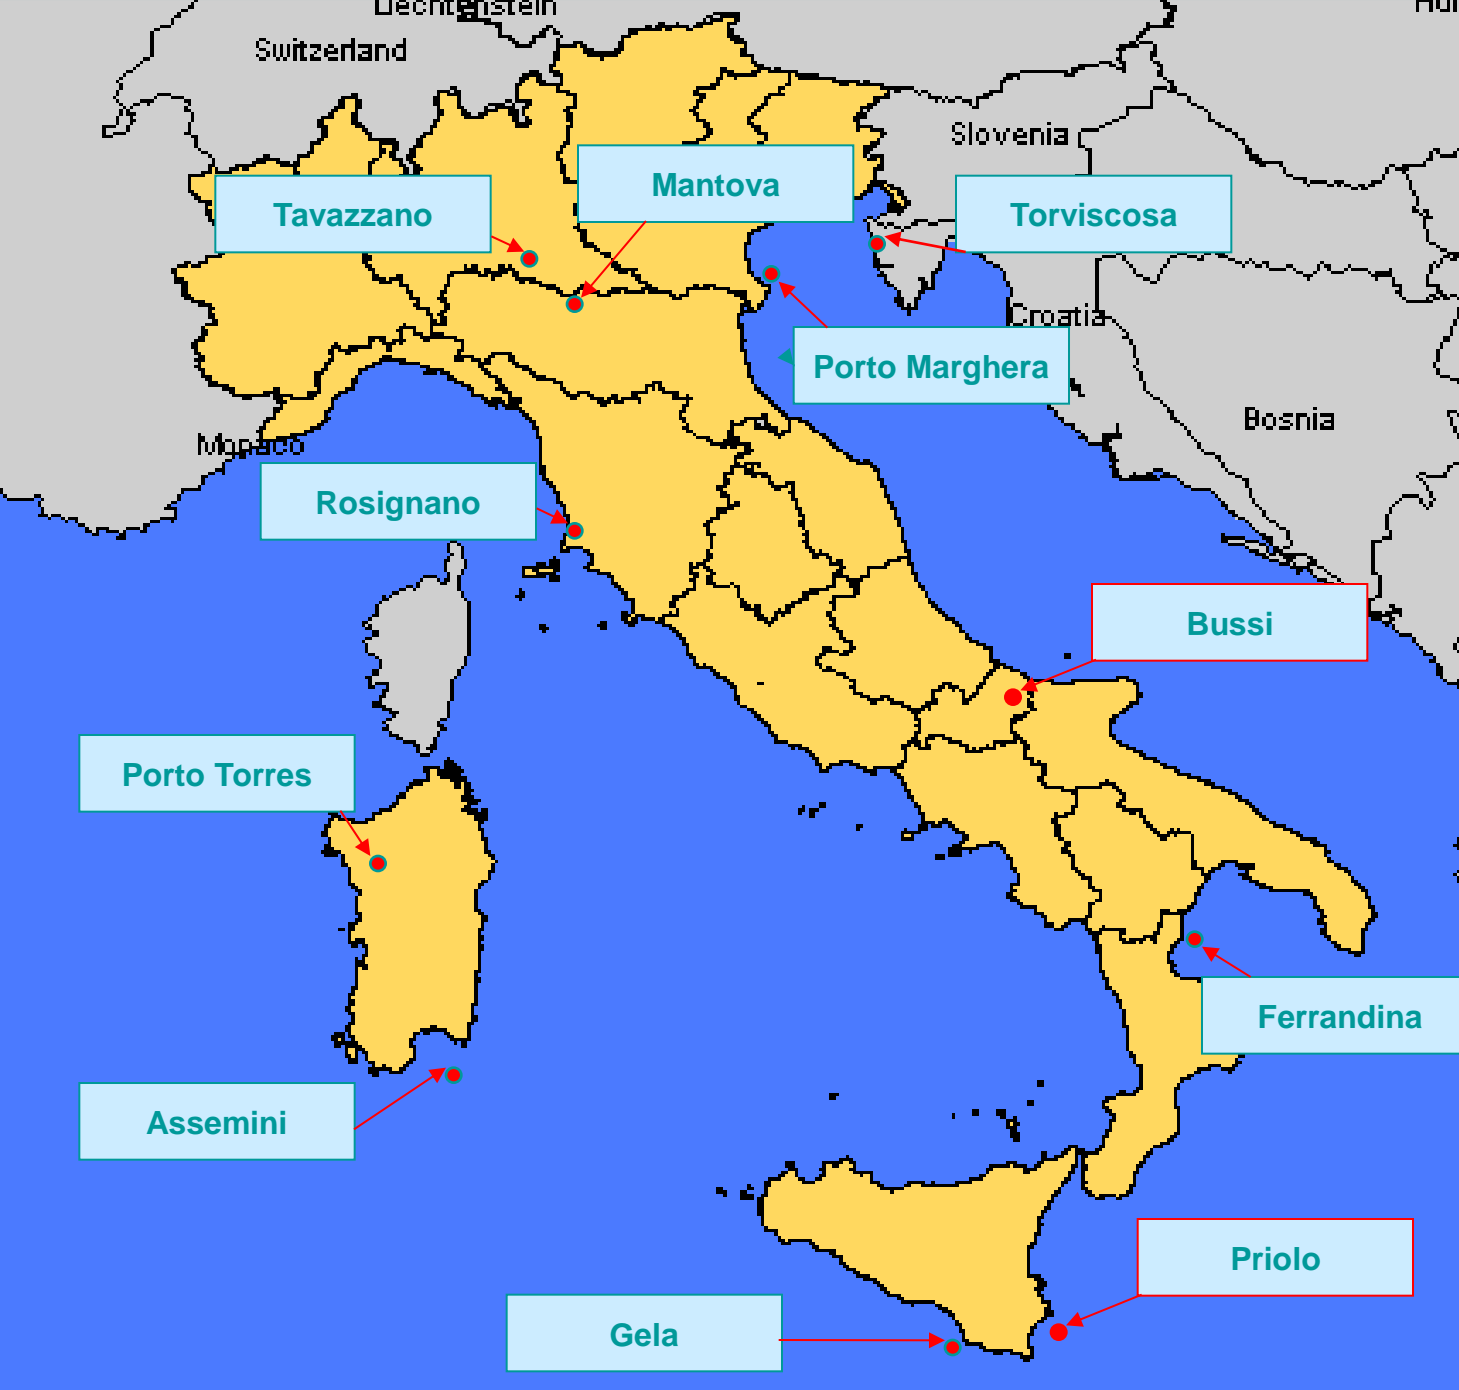 Liechtenstein
Switzerland
Slovenia
Mantova
Tavazzano
Torviscosa
Croatia
Porto Marghera
Bosnia
Monaco
Rosignano
Bussi
Porto Torres
Ferrandina
Assemini
Priolo
Gela